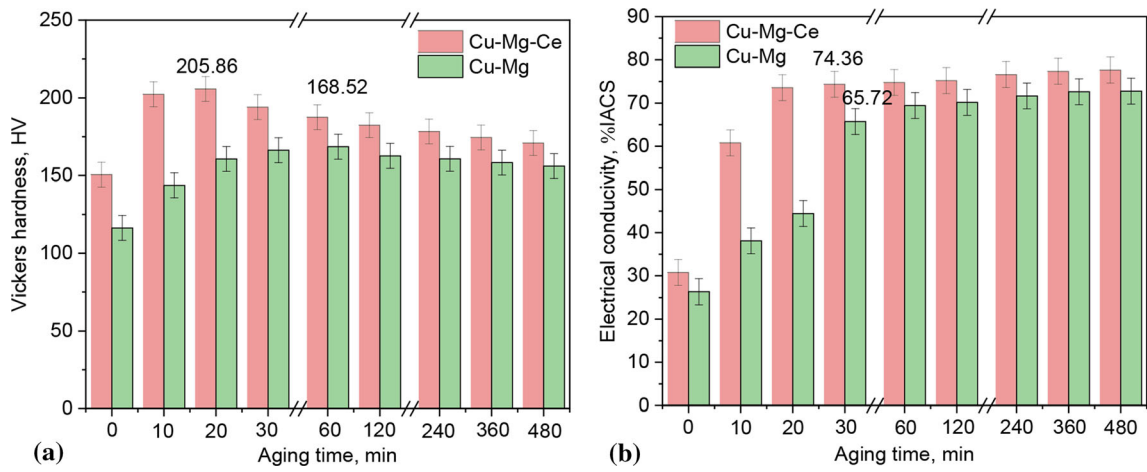 250
200
150
100
50
0
Vickers hardness, HV
Cu-Mg-Ce
Cu-Mg
205.86
168.52
0 10 20 30 60 120 240 360 480
Aging time, min
(a)
90
80
70
60
50
40
30
20
10
0
Electrical conducivity, %IACS
Cu-Mg-Ce
Cu-Mg
74.36
65.72
0 10 20 30 60 120 240 360 480
Aging time, min
(b)